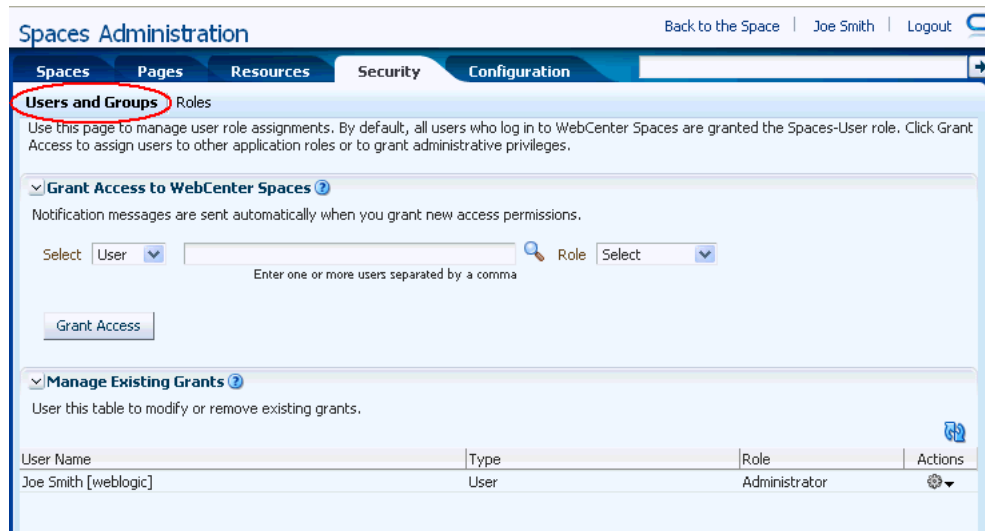 Spaces Administration
Back to the Space | Joe Smith | Logout
Spaces Pages Resources Security Configuration
Users and Groups | Roles
Use this page to manage user role assignments. By default, all users who log in to WebCenter Spaces are granted the Spaces-User role. Click Grant
Access to assign users to other application roles or to grant administrative privileges.
Grant Access to WebCenter Spaces
Notification messages are sent automatically when you grant new access permissions.
Select User Role Select
Enter one or more users separated by a comma
Grant Access
Manage Existing Grants
User this table to modify or remove existing grants.
User Name Type Role Actions
Joe Smith [weblogic] User Administrator